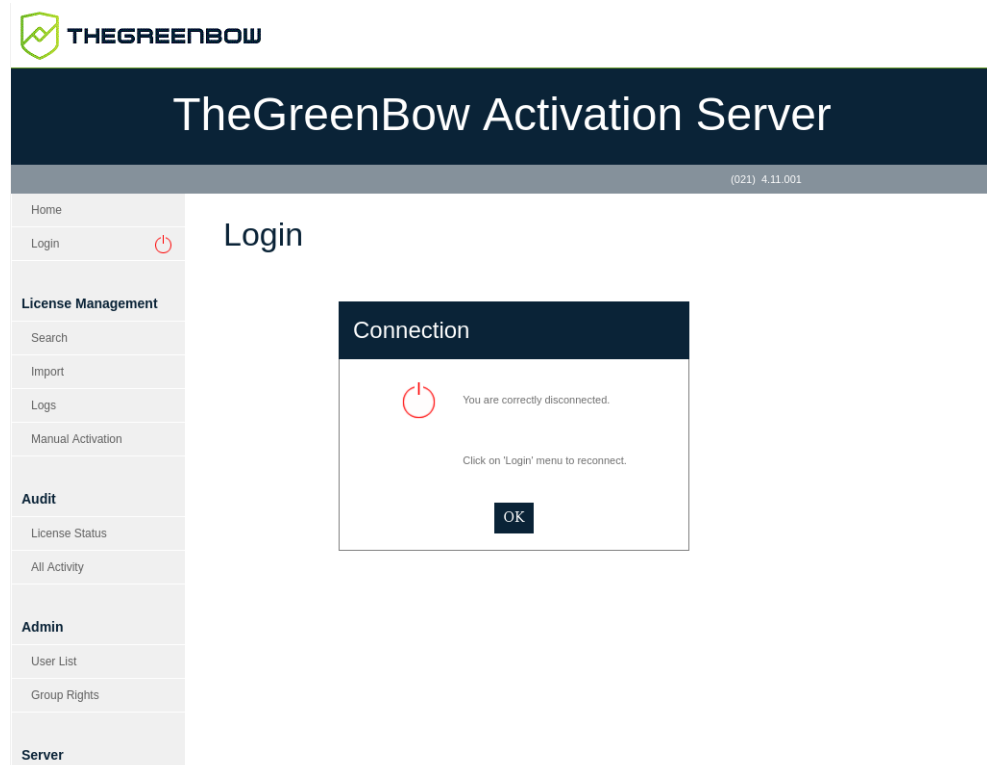 THEGREENBOW
TheGreenBow Activation Server
(021) 4.11.001
Home
Login
License Management
Search
Import
Logs
Manual Activation
Audit
License Status
All Activity
Admin
User List
Group Rights
Server
Login
Connection
You are correctly disconnected.
Click on 'Login' menu to reconnect.
OK